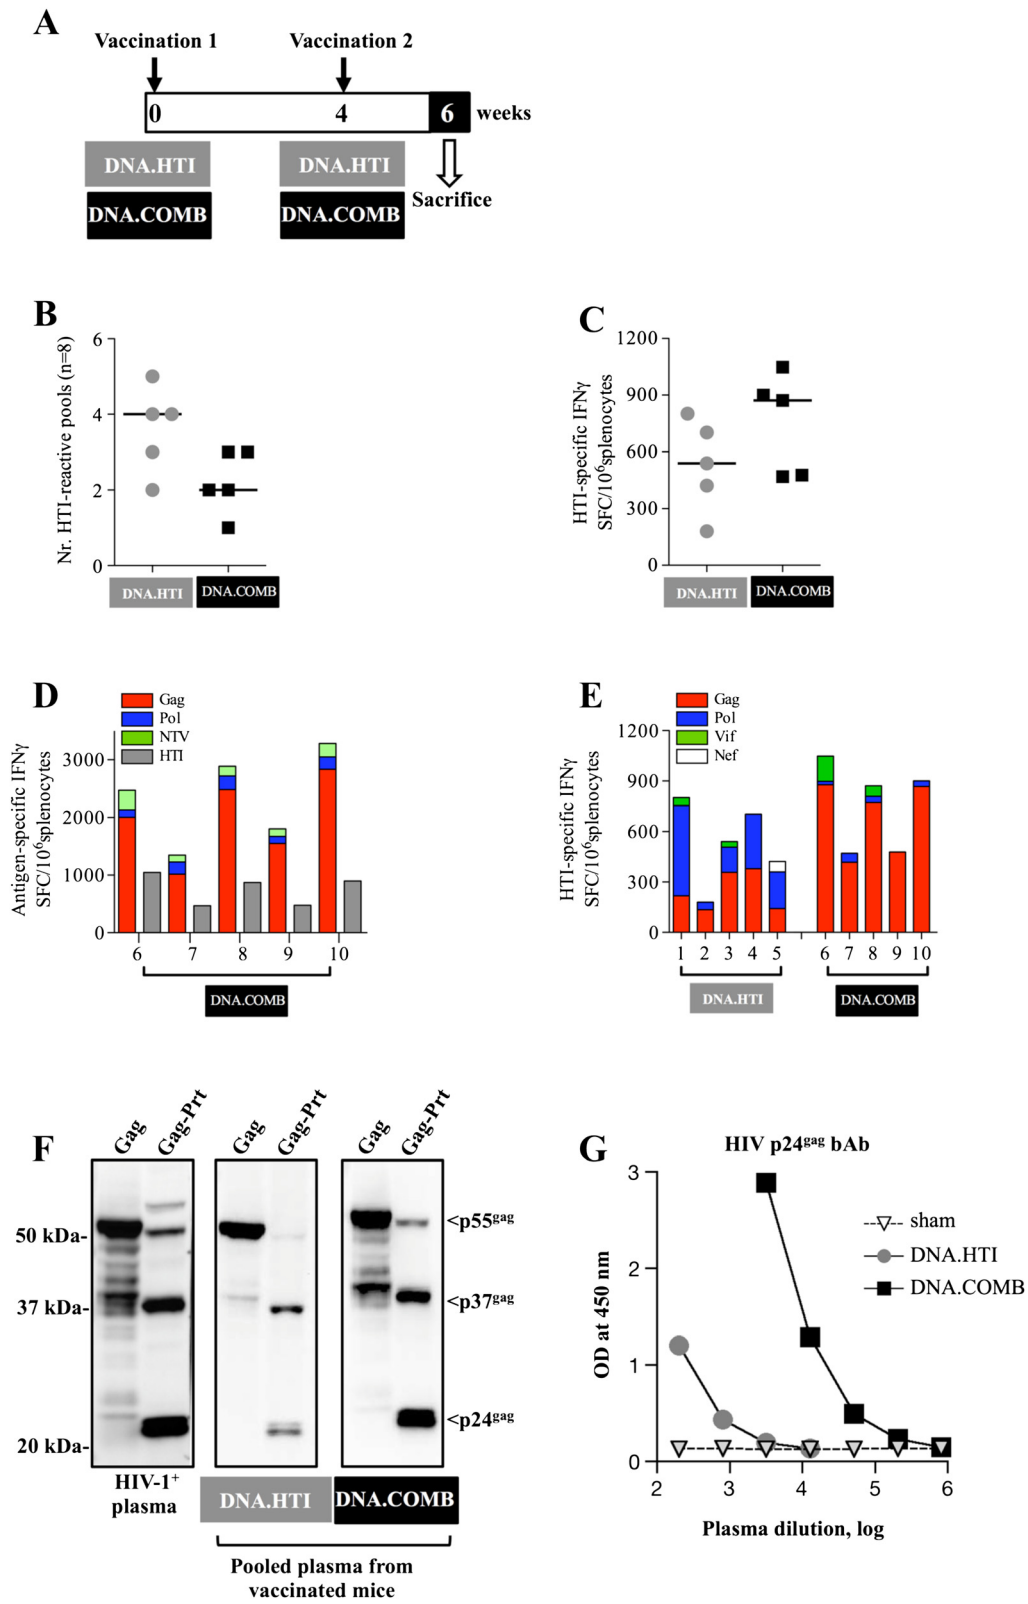 A
Vaccination 1
Vaccination 2
0
4
6
weeks
DNA.HTI
DNA.HTI
DNA.COMB
DNA.COMB
Sacrifice
B
Nr. HTI-reactive pools (n=8)
6
4
2
0
DNA.HTI
DNA.COMB
C
HTI-specific IFNγ
SFC/10⁶splenocytes
1200
900
600
300
0
DNA.HTI
DNA.COMB
D
Gag
Pol
NTV
HTI
Antigen-specific IFNγ
SFC/10⁶splenocytes
3000
2000
1000
0
6 7 8 9 10
DNA.COMB
E
Gag
Pol
Vif
Nef
HTI-specific IFNγ
SFC/10⁶splenocytes
1200
900
600
300
0
1 2 3 4 5 6 7 8 9 10
DNA.HTI
DNA.COMB
F
Gag
Gag-Prt
Gag
Gag-Prt
Gag
Gag-Prt
50 kDa-
37 kDa-
20 kDa-
<p55ᵍᵃᵍ
<p37ᵍᵃᵍ
<p24ᵍᵃᵍ
HIV-1⁺
plasma
DNA.HTI
DNA.COMB
Pooled plasma from
vaccinated mice
G
HIV p24ᵍᵃᵍ bAb
OD at 450 nm
3
2
1
0
sham
DNA.HTI
DNA.COMB
2 3 4 5 6
Plasma dilution, log